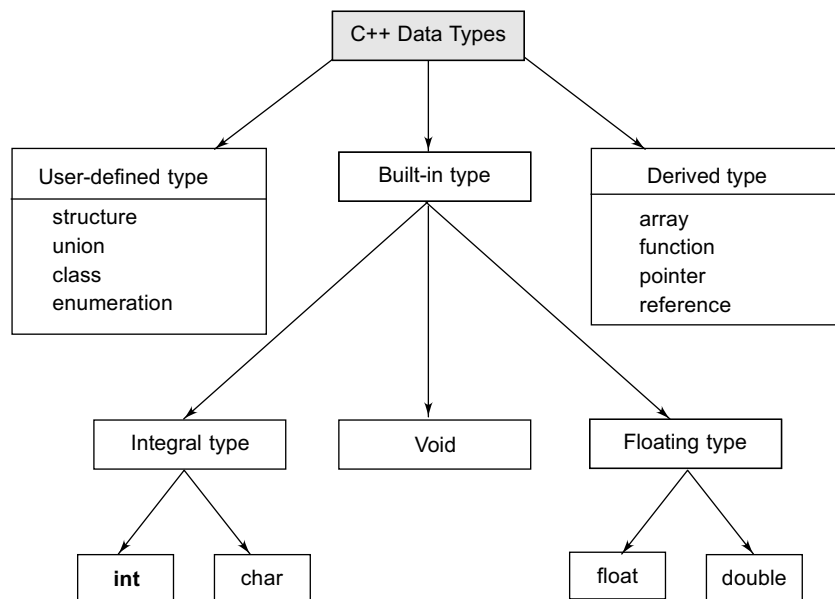 C++ Data Types
User-defined type
structure
union
class
enumeration
Built-in type
Derived type
array
function
pointer
reference
Integral type
Void
Floating type
int
char
float
double